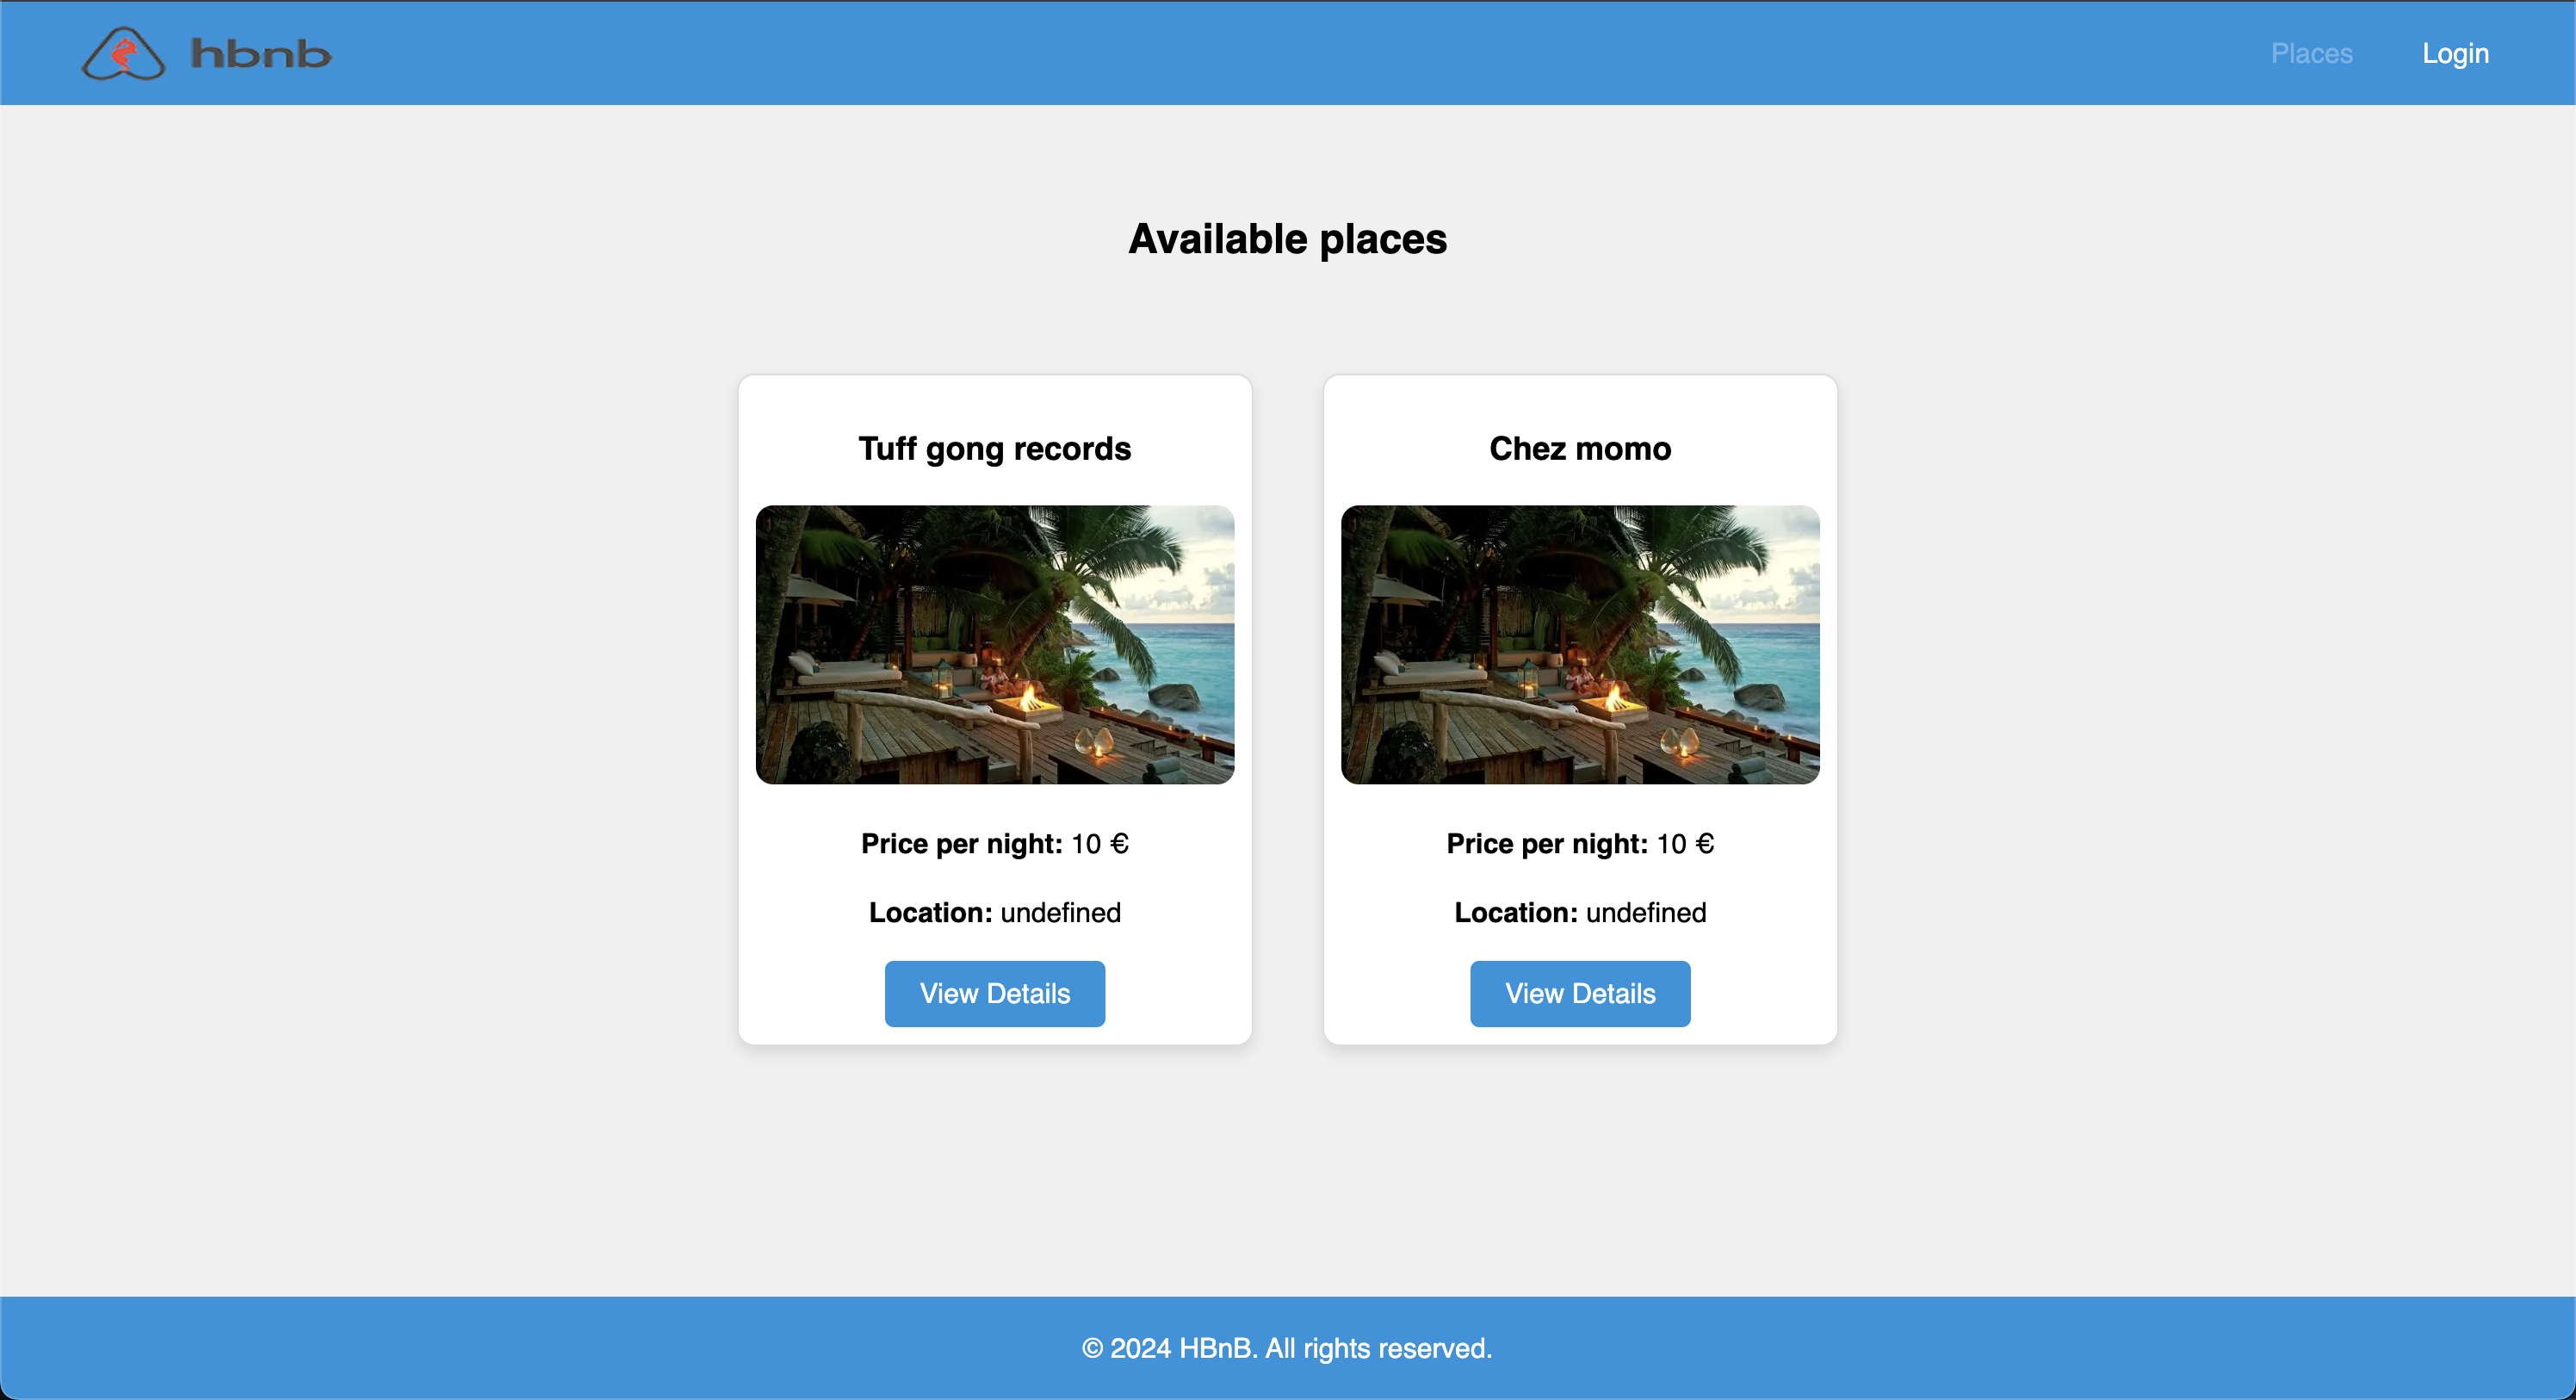 hbnb
Places
Login
Available places
Tuff gong records
Chez momo
Price per night: 10 €
Location: undefined
View Details
Price per night: 10 €
Location: undefined
View Details
© 2024 HBnB. All rights reserved.